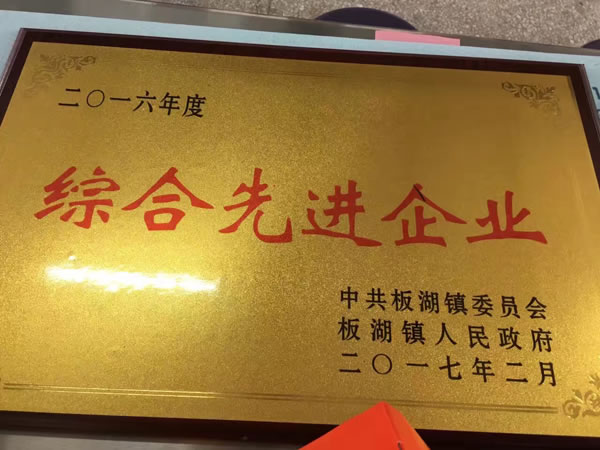 二〇一六年度
综合先进企业
中共板湖镇委员会
板湖镇人民政府
二〇一七年二月